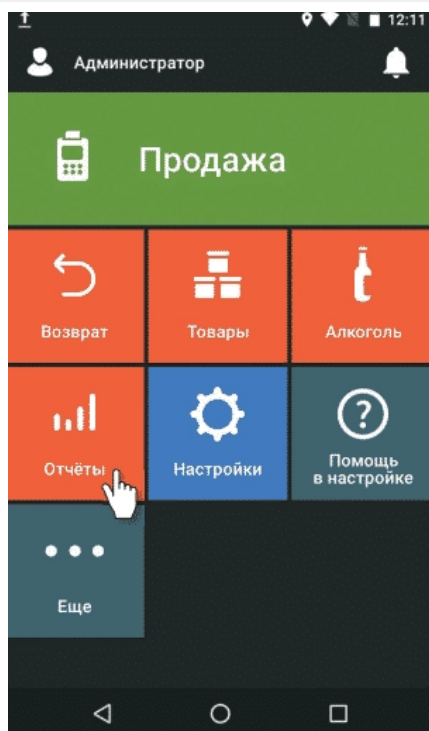 12:11
Администратор
Продажа
Возврат
Товары
Алкоголь
Отчёты
Настройки
Помощь
в настройке
Еще